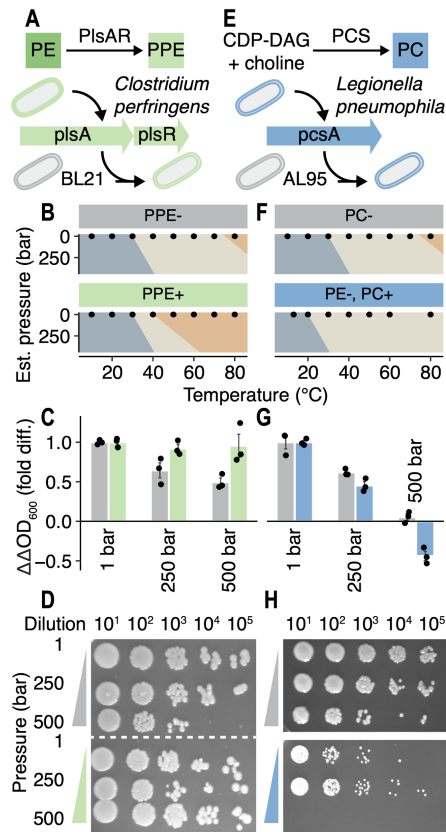 A
PE
PlsAR
PPE
Clostridium
perfringens
plsA
plsR
BL21
E
CDP-DAG
+ choline
PCS
PC
Legionella
pneumophila
pcsA
AL95
B
PPE-
0
250
PPE+
0
250
20
40
60
80
Est. pressure (bar)
F
PC-
PE-, PC+
20
40
60
80
Temperature (°C)
C
ΔΔOD600 (fold diff.)
1.0
0.5
0.0
−0.5
1 bar
250 bar
500 bar
G
1 bar
250 bar
500 bar
D
Dilution
10¹ 10² 10³ 10⁴ 10⁵
Pressure (bar)
1
250
500
1
250
500
H
10¹ 10² 10³ 10⁴ 10⁵